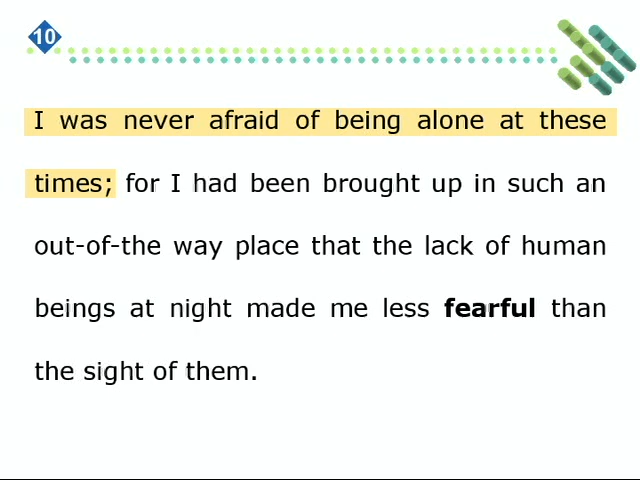 10
I was never afraid of being alone at these
times; for I had been brought up in such an
out-of-the way place that the lack of human
beings at night made me less fearful than
the sight of them.